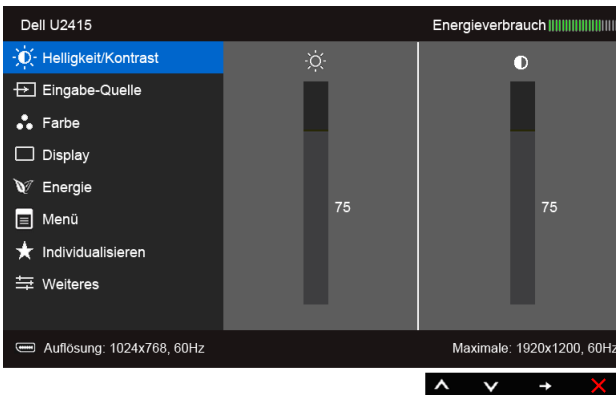 Dell U2415
Energieverbrauch
Helligkeit/Kontrast
Eingabe-Quelle
Farbe
Display
Energie
Menü
Individualisieren
Weiteres
75
75
Auflösung: 1024x768, 60Hz
Maximale: 1920x1200, 60Hz